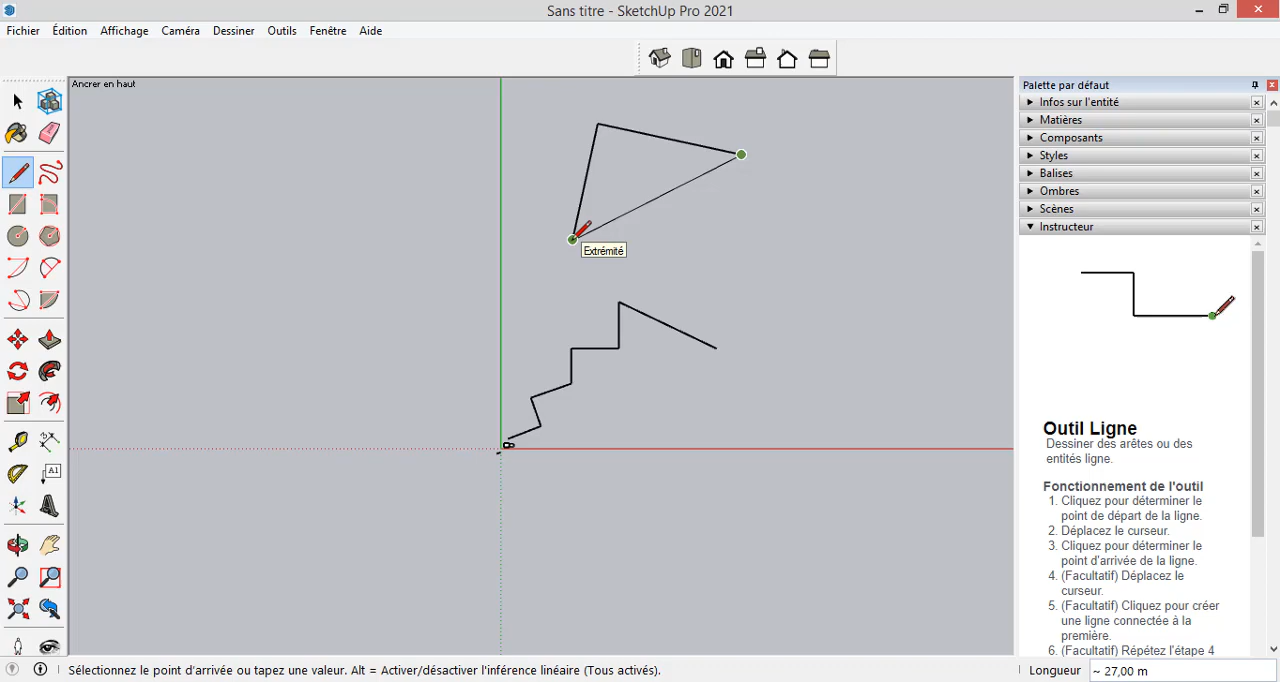 Sans titre - SketchUp Pro 2021
Fichier Édition Affichage Caméra Dessiner Outils Fenêtre Aide
Ancrer en haut
Extrémité
A1
Palette par défaut
Infos sur l'entité
Matières
Composants
Styles
Balises
Ombres
Scènes
Instructeur
Outil Ligne
Dessiner des arêtes ou des
entités ligne.
Fonctionnement de l'outil
1. Cliquez pour déterminer le
point de départ de la ligne.
2. Déplacez le curseur.
3. Cliquez pour déterminer le
point d'arrivée de la ligne.
4. (Facultatif) Déplacez le
curseur.
5. (Facultatif) Cliquez pour créer
une ligne connectée à la
première.
6. (Facultatif) Répétez l'étape 4
Sélectionnez le point d'arrivée ou tapez une valeur. Alt = Activer/désactiver l'inférence linéaire (Tous activés).
Longueur ~ 27,00 m